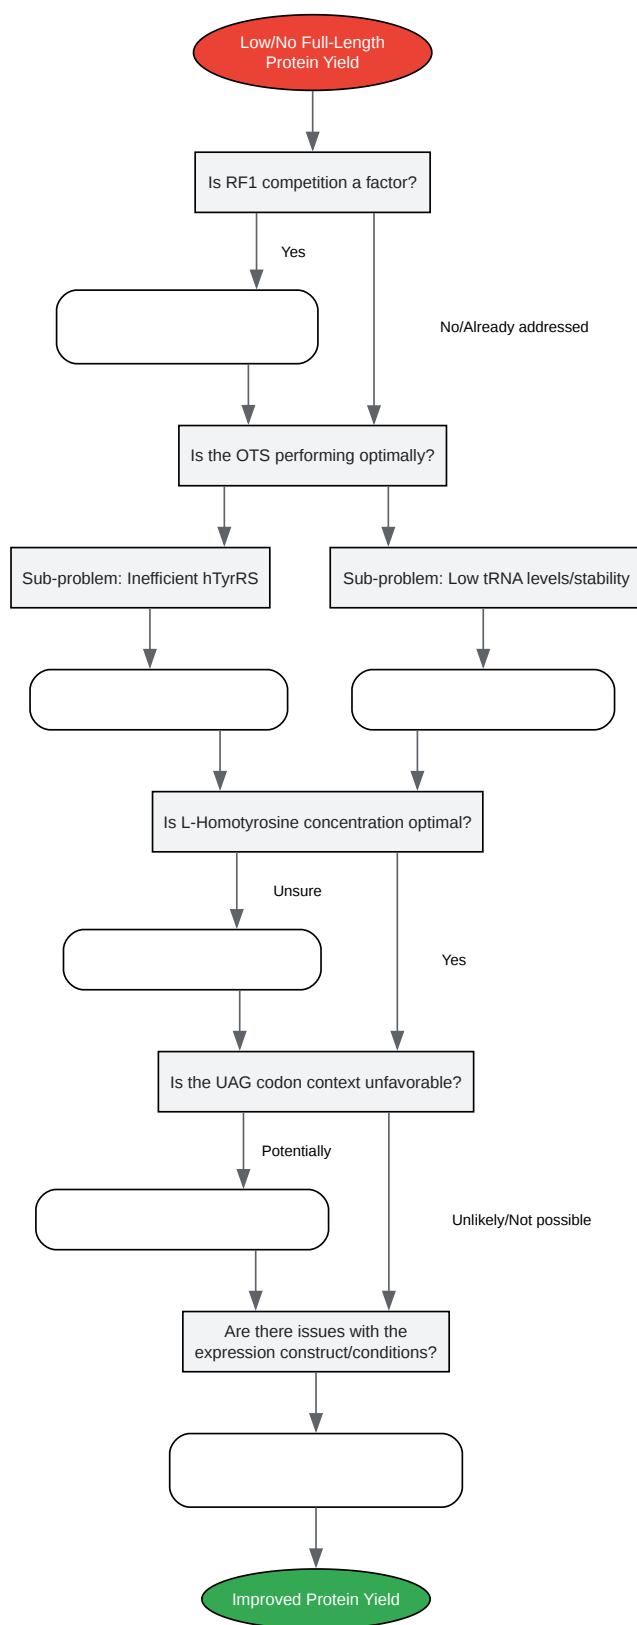 Low/No Full-Length
Protein Yield
Is RF1 competition a factor?
Yes
No/Already addressed
Is the OTS performing optimally?
Sub-problem: Inefficient hTyrRS
Sub-problem: Low tRNA levels/stability
Is L-Homotyrosine concentration optimal?
Unsure
Yes
Is the UAG codon context unfavorable?
Potentially
Unlikely/Not possible
Are there issues with the
expression construct/conditions?
Improved Protein Yield